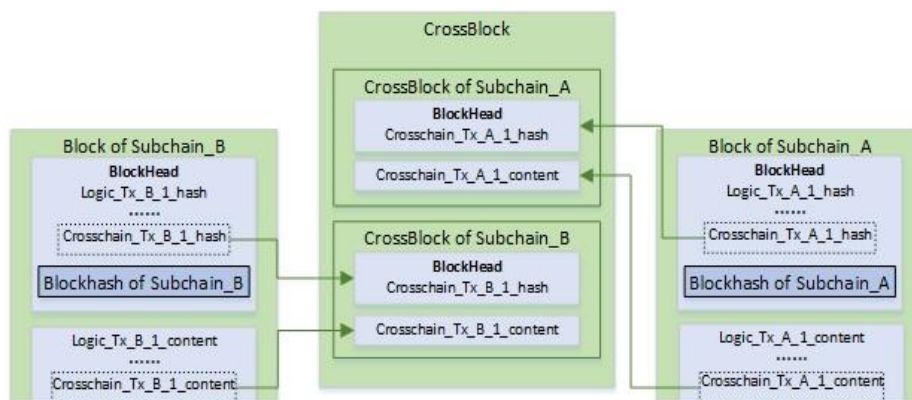 CrossBlock
CrossBlock of Subchain_A
BlockHead
Crosschain_Tx_A_1_hash
Crosschain_Tx_A_1_content
CrossBlock of Subchain_B
BlockHead
Crosschain_Tx_B_1_hash
Crosschain_Tx_B_1_content
Block of Subchain_B
BlockHead
Logic_Tx_B_1_hash
......
Crosschain_Tx_B_1_hash
Blockhash of Subchain_B
Logic_Tx_B_1_content
......
Crosschain_Tx_B_1_content
Block of Subchain_A
BlockHead
Logic_Tx_A_1_hash
......
Crosschain_Tx_A_1_hash
Blockhash of Subchain_A
Logic_Tx_A_1_content
......
Crosschain_Tx_A_1_content